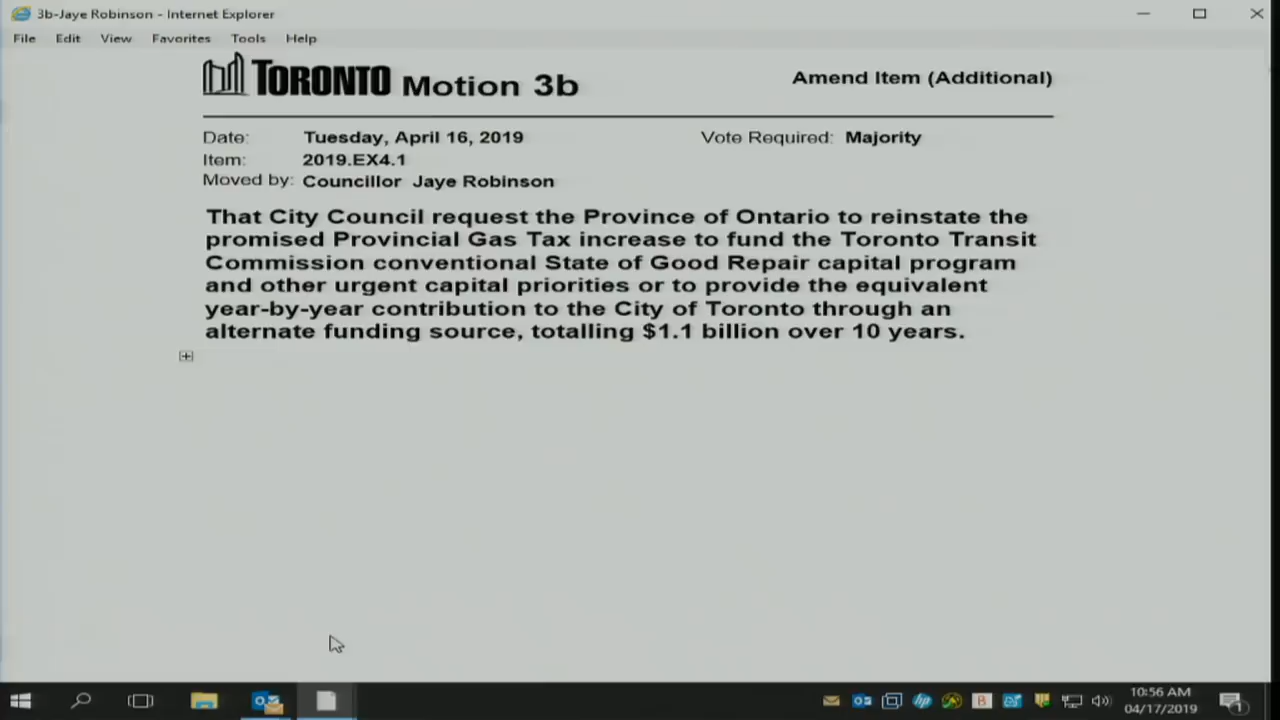 3b-Jaye Robinson - Internet Explorer
File Edit View Favorites Tools Help
TORONTO Motion 3b
Amend Item (Additional)
Date: Tuesday, April 16, 2019
Vote Required: Majority
Item: 2019.EX4.1
Moved by: Councillor Jaye Robinson
That City Council request the Province of Ontario to reinstate the
promised Provincial Gas Tax increase to fund the Toronto Transit
Commission conventional State of Good Repair capital program
and other urgent capital priorities or to provide the equivalent
year-by-year contribution to the City of Toronto through an
alternate funding source, totalling $1.1 billion over 10 years.
10:56 AM
04/17/2019